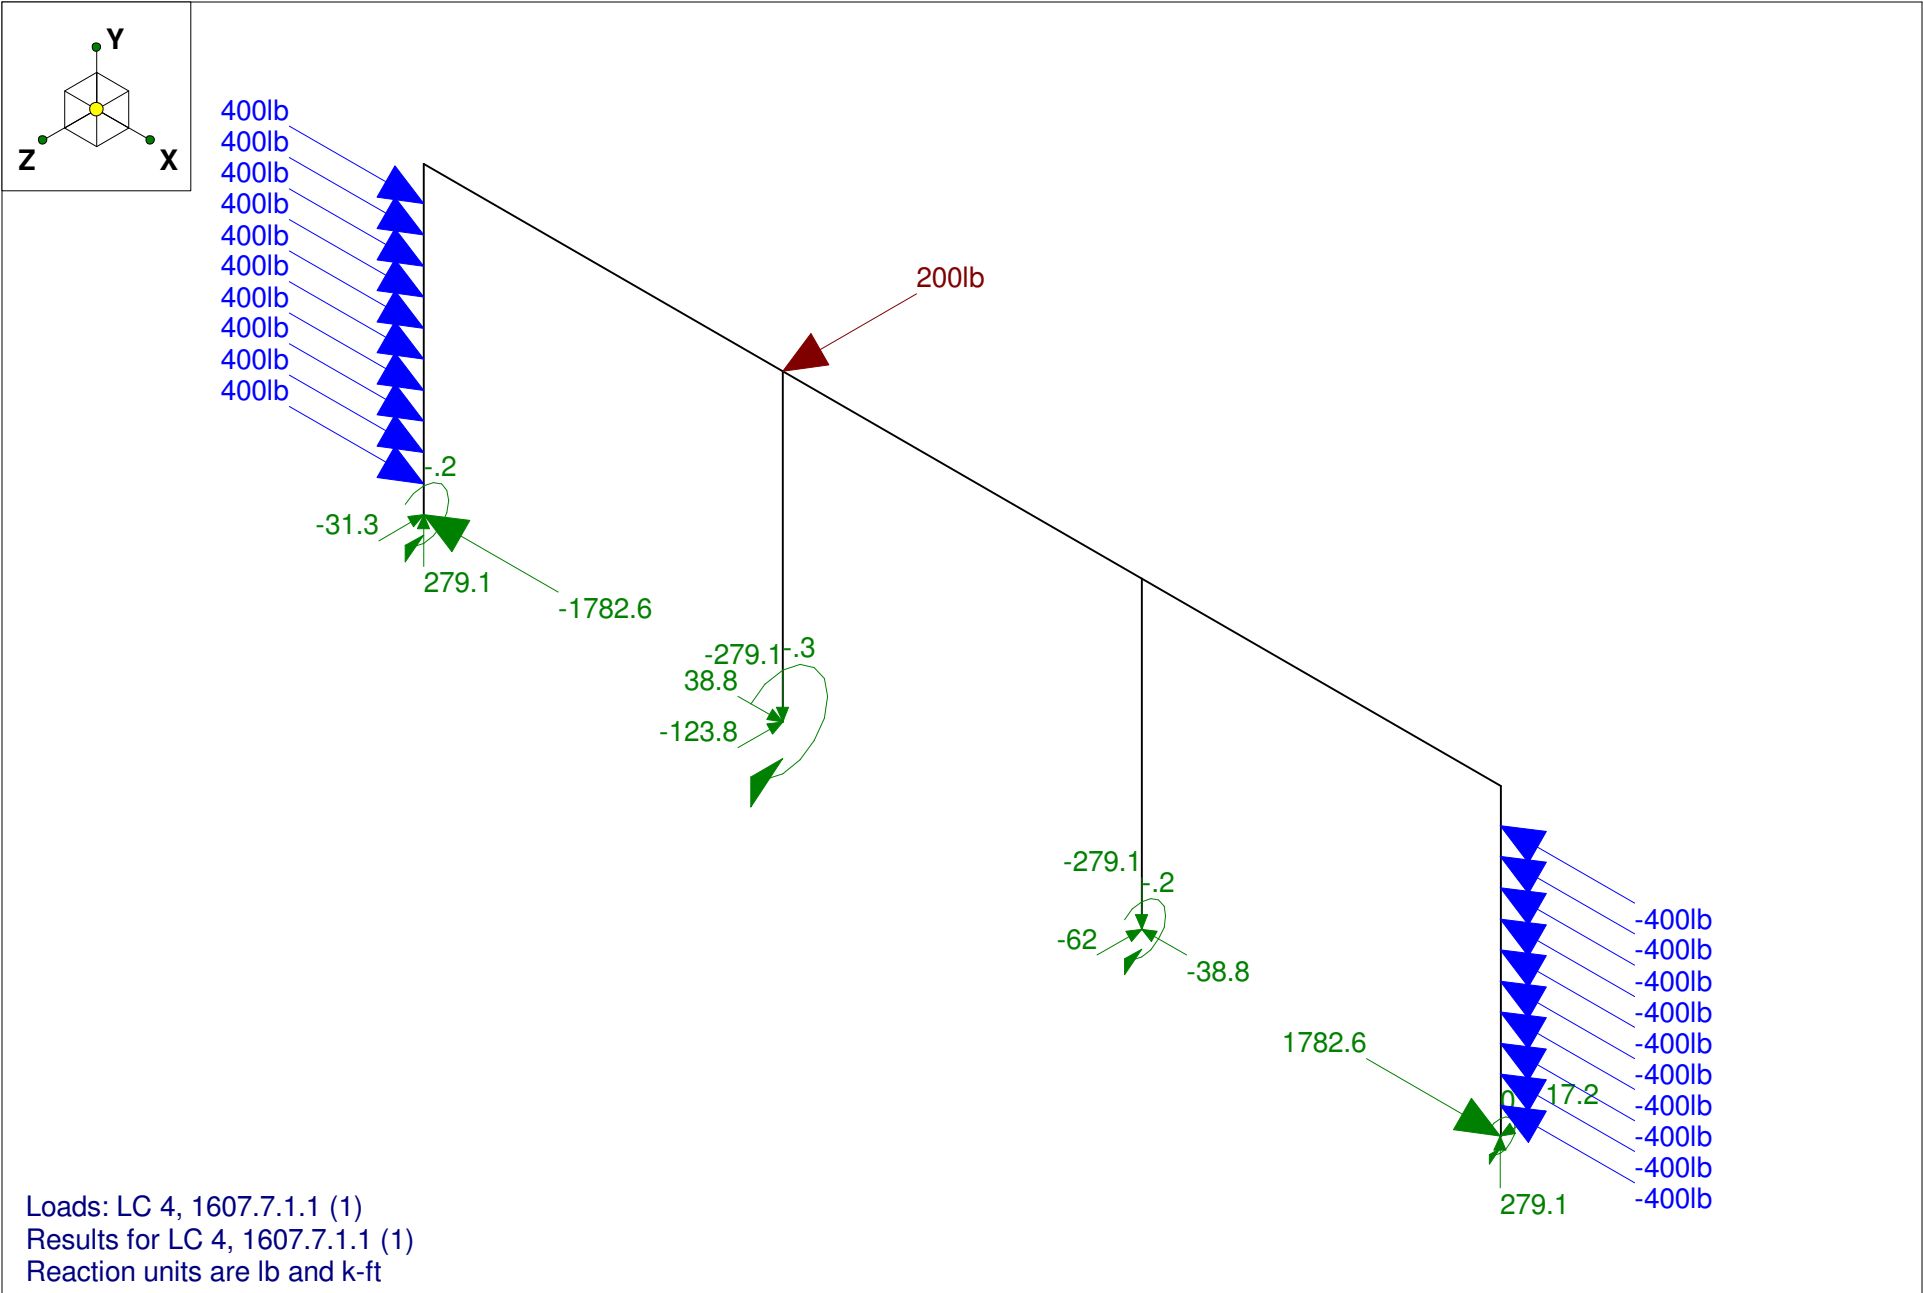 Y
Z
X
400lb
400lb
400lb
400lb
400lb
400lb
400lb
400lb
400lb
400lb
200lb
-.2
-31.3
279.1
-1782.6
-279.1
-.3
38.8
-123.8
-279.1
-.2
-62
-38.8
1782.6
0
17.2
279.1
-400lb
-400lb
-400lb
-400lb
-400lb
-400lb
-400lb
-400lb
-400lb
-400lb
Loads: LC 4, 1607.7.1.1 (1)
Results for LC 4, 1607.7.1.1 (1)
Reaction units are lb and k-ft